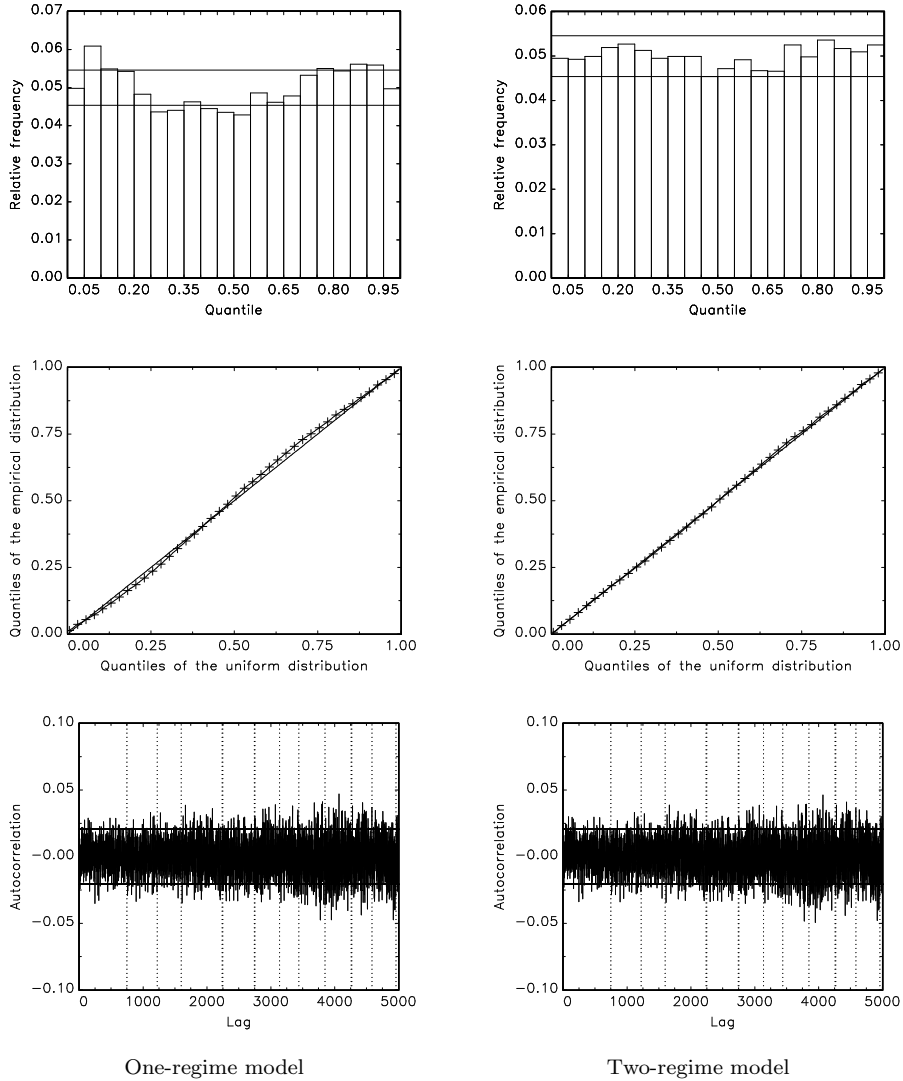 0.07
0.06
0.05
0.04
0.03
0.02
0.01
0.00
Relative frequency
0.05 0.20 0.35 0.50 0.65 0.80 0.95
Quantile
0.06
0.05
0.04
0.03
0.02
0.01
0.00
Relative frequency
0.05 0.20 0.35 0.50 0.65 0.80 0.95
Quantile
1.00
0.75
0.50
0.25
0.00
Quantiles of the empirical distribution
0.00 0.25 0.50 0.75 1.00
Quantiles of the uniform distribution
1.00
0.75
0.50
0.25
0.00
Quantiles of the empirical distribution
0.00 0.25 0.50 0.75 1.00
Quantiles of the uniform distribution
0.10
0.05
−0.00
−0.05
−0.10
Autocorrelation
0 1000 2000 3000 4000 5000
Lag
0.10
0.05
−0.00
−0.05
−0.10
Autocorrelation
0 1000 2000 3000 4000 5000
Lag
One-regime model
Two-regime model